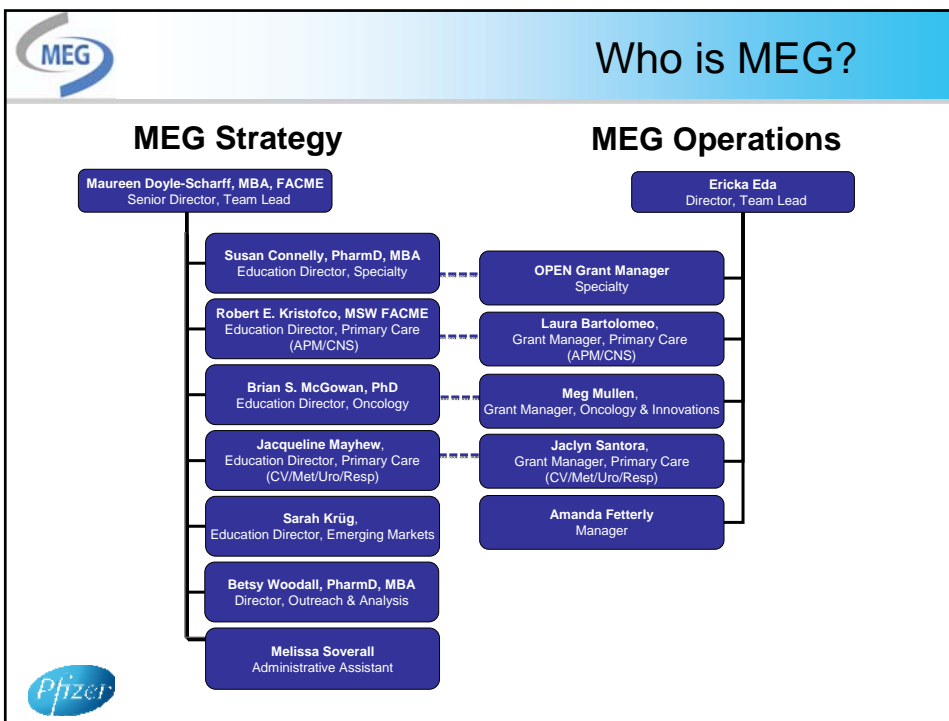 MEG
Who is MEG?
MEG Strategy
Maureen Doyle-Scharff, MBA, FACME
Senior Director, Team Lead
Susan Connelly, PharmD, MBA
Education Director, Specialty
Robert E. Kristofco, MSW FACME
Education Director, Primary Care
(APM/CNS)
Brian S. McGowan, PhD
Education Director, Oncology
Jacqueline Mayhew,
Education Director, Primary Care
(CV/Met/Uro/Resp)
Sarah Krüg,
Education Director, Emerging Markets
Betsy Woodall, PharmD, MBA
Director, Outreach & Analysis
Melissa Soverall
Administrative Assistant
MEG Operations
Ericka Eda
Director, Team Lead
OPEN Grant Manager
Specialty
Laura Bartolomeo,
Grant Manager, Primary Care
(APM/CNS)
Meg Mullen,
Grant Manager, Oncology & Innovations
Jaclyn Santora,
Grant Manager, Primary Care
(CV/Met/Uro/Resp)
Amanda Fetterly
Manager
Pfizer